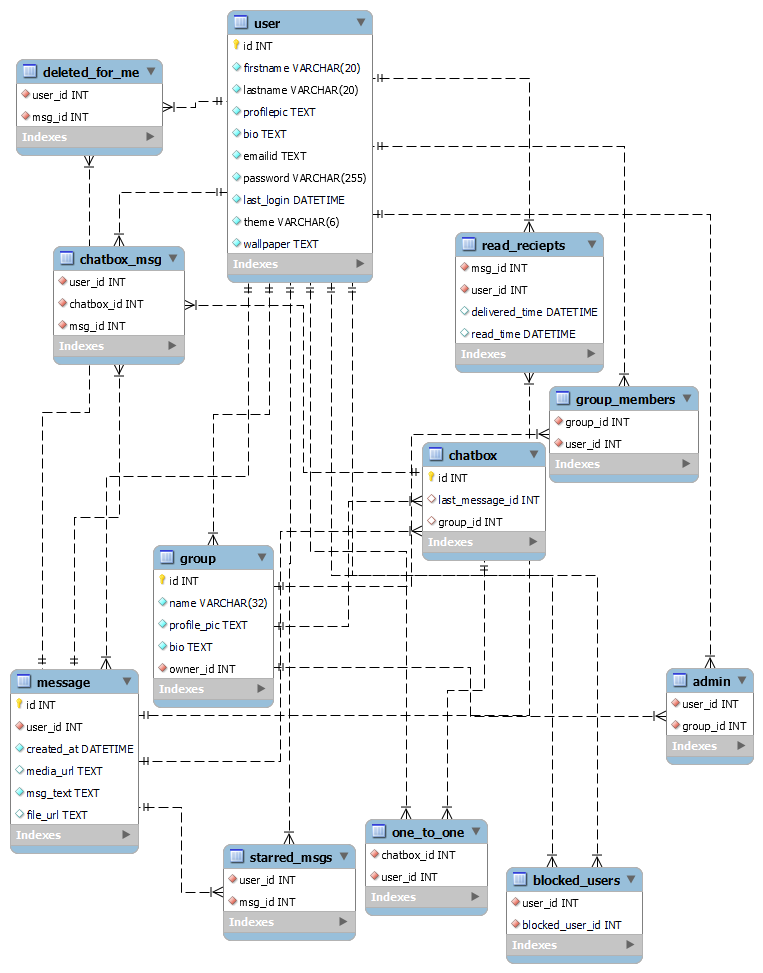 user
id INT
firstname VARCHAR(20)
lastname VARCHAR(20)
profilepic TEXT
bio TEXT
emailid TEXT
password VARCHAR(255)
last_login DATETIME
theme VARCHAR(6)
wallpaper TEXT
Indexes
deleted_for_me
user_id INT
msg_id INT
Indexes
chatbox_msg
user_id INT
chatbox_id INT
msg_id INT
Indexes
read_reciepts
msg_id INT
user_id INT
delivered_time DATETIME
read_time DATETIME
Indexes
group_members
group_id INT
user_id INT
Indexes
chatbox
id INT
last_message_id INT
group_id INT
Indexes
group
id INT
name VARCHAR(32)
profile_pic TEXT
bio TEXT
owner_id INT
Indexes
message
id INT
user_id INT
created_at DATETIME
media_url TEXT
msg_text TEXT
file_url TEXT
Indexes
admin
user_id INT
group_id INT
Indexes
starred_msgs
user_id INT
msg_id INT
Indexes
one_to_one
chatbox_id INT
user_id INT
Indexes
blocked_users
user_id INT
blocked_user_id INT
Indexes